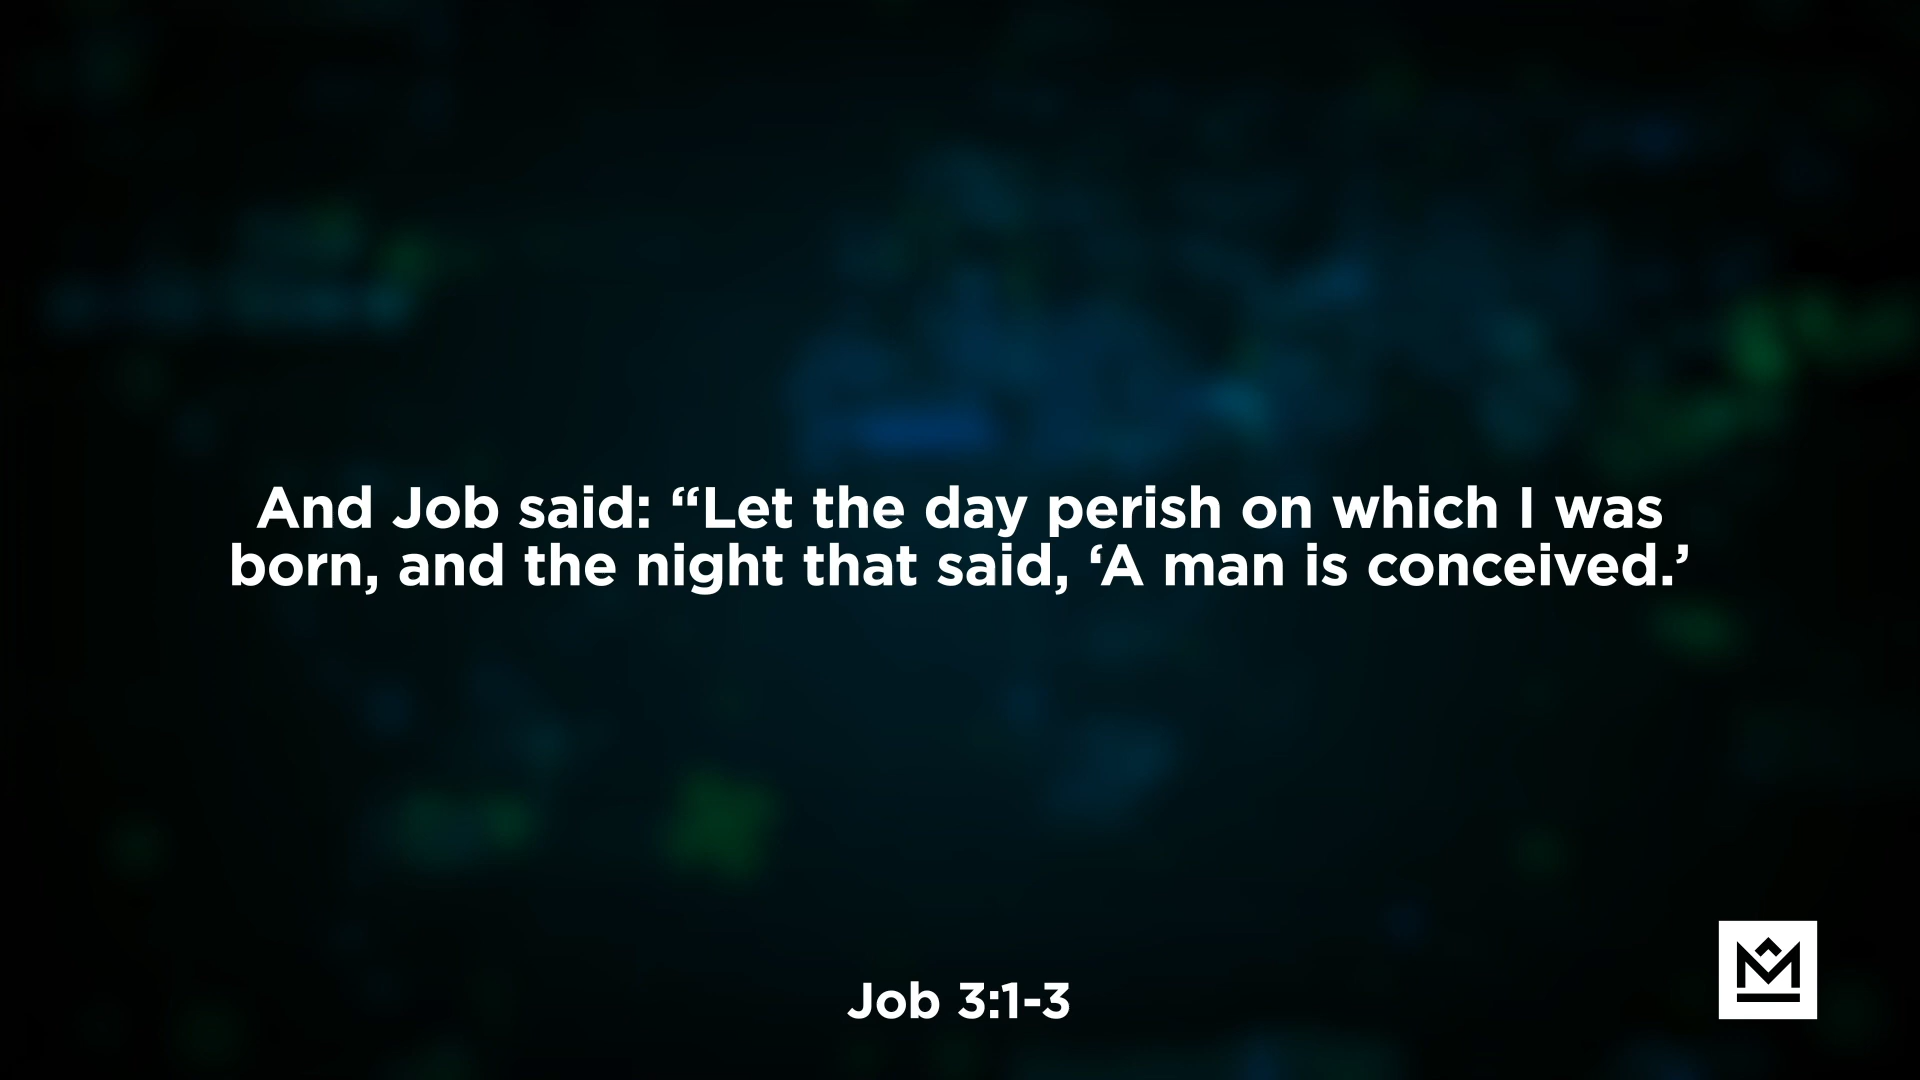 And Job said: “Let the day perish on which I was
born, and the night that said, ‘A man is conceived.’
Job 3:1-3